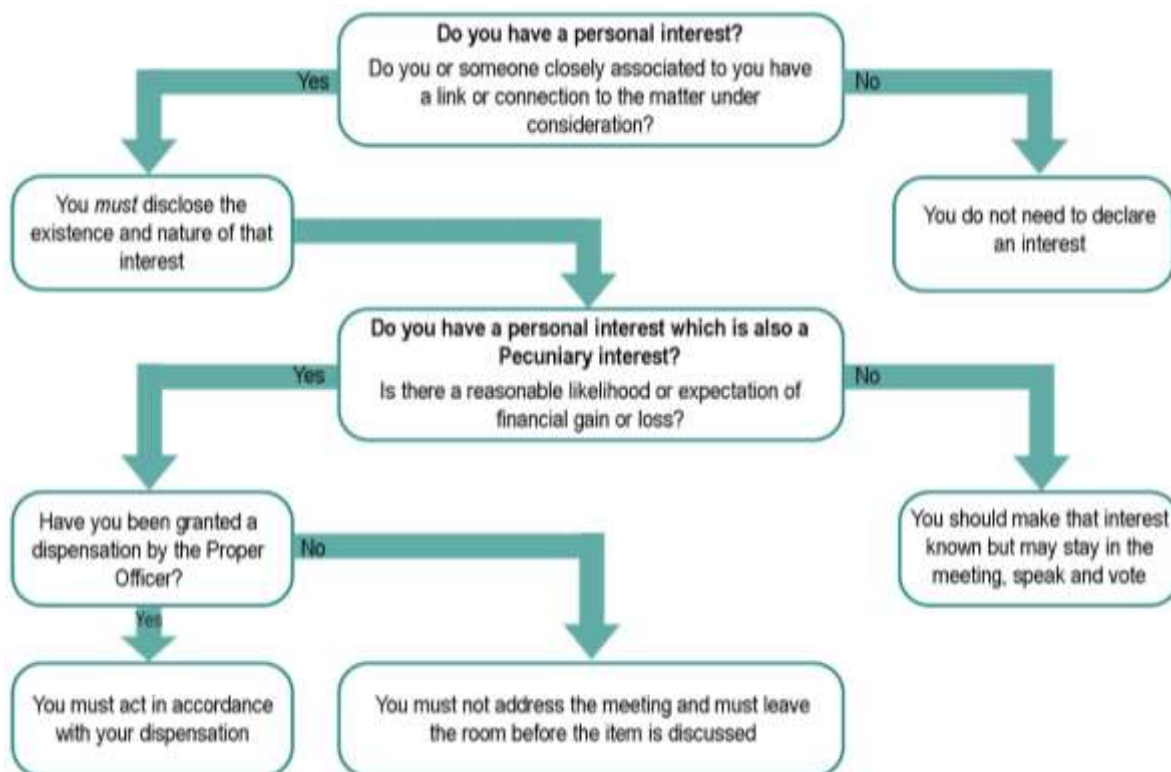 Do you have a personal interest?
Do you or someone closely associated to you have
a link or connection to the matter under
consideration?
Yes
No
You must disclose the
existence and nature of that
interest
You do not need to declare
an interest
Do you have a personal interest which is also a
Pecuniary interest?
Is there a reasonable likelihood or expectation of
financial gain or loss?
Yes
No
Have you been granted a
dispensation by the Proper
Officer?
No
You should make that interest
known but may stay in the
meeting, speak and vote
Yes
You must act in accordance
with your dispensation
You must not address the meeting and must leave
the room before the item is discussed